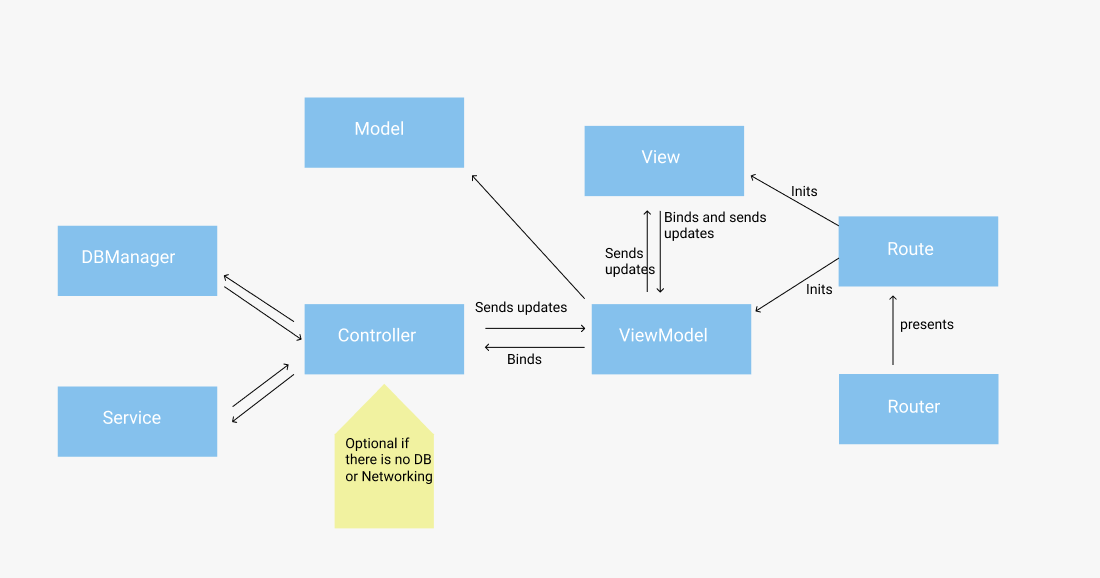 Model
View
Inits
Binds and sends
updates
Route
DBManager
Sends
updates
Inits
Sends updates
presents
Controller
ViewModel
Binds
Router
Service
Optional if
there is no DB
or Networking